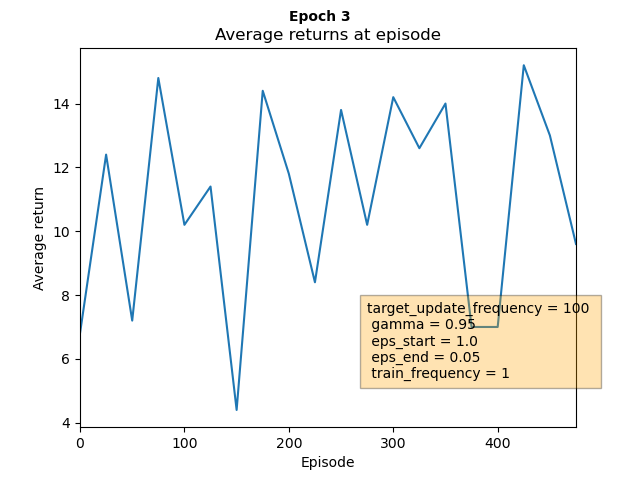 Epoch 3
Average returns at episode
Average return
14
12
10
8
6
4
target_update_frequency = 100
gamma = 0.95
eps_start = 1.0
eps_end = 0.05
train_frequency = 1
0 100 200 300 400
Episode